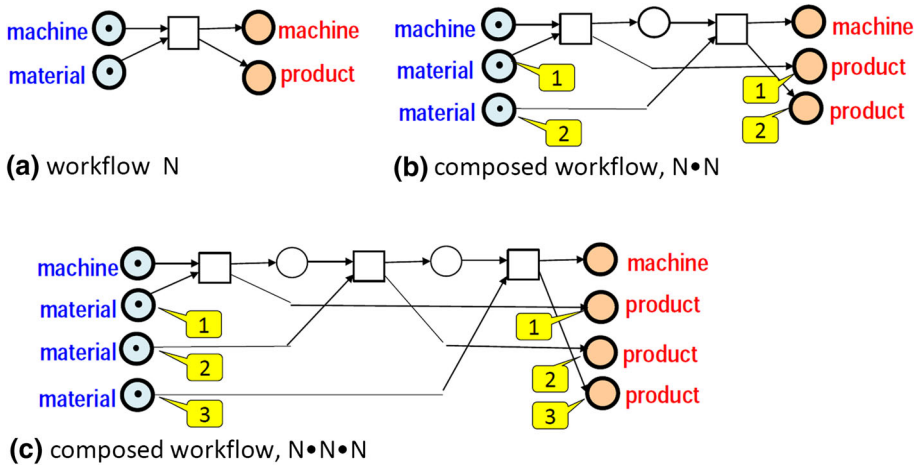 machine machine
material product
(a) workflow N
machine machine
material 1 product
1
material 2 product
2
(b) composed workflow, N•N
machine machine
material 1 product
1
material 2 product
2
material 3 product
3
(c) composed workflow, N•N•N